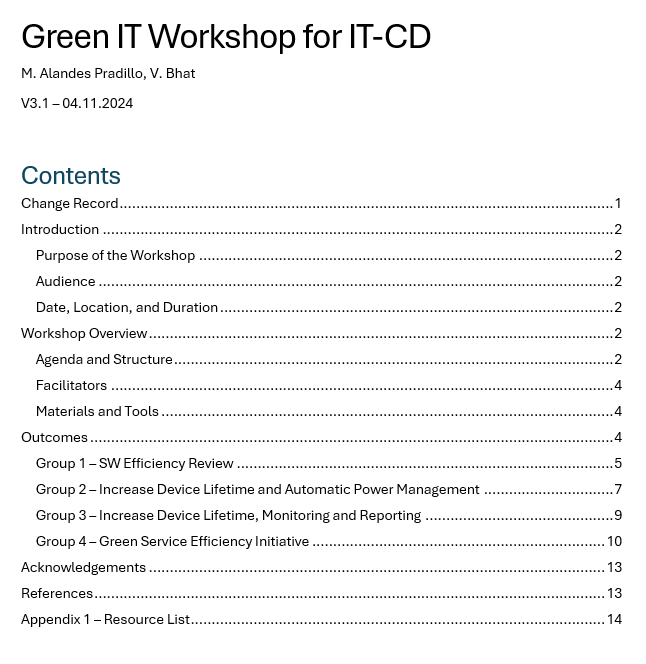 Green IT Workshop for IT-CD
M. Alandes Pradillo, V. Bhat
V3.1 – 04.11.2024
Contents
Change Record 1
Introduction 2
Purpose of the Workshop 2
Audience 2
Date, Location, and Duration 2
Workshop Overview 2
Agenda and Structure 2
Facilitators 4
Materials and Tools 4
Outcomes 4
Group 1 – SW Efficiency Review 5
Group 2 – Increase Device Lifetime and Automatic Power Management 7
Group 3 – Increase Device Lifetime, Monitoring and Reporting 9
Group 4 – Green Service Efficiency Initiative 10
Acknowledgements 13
References 13
Appendix 1 – Resource List 14